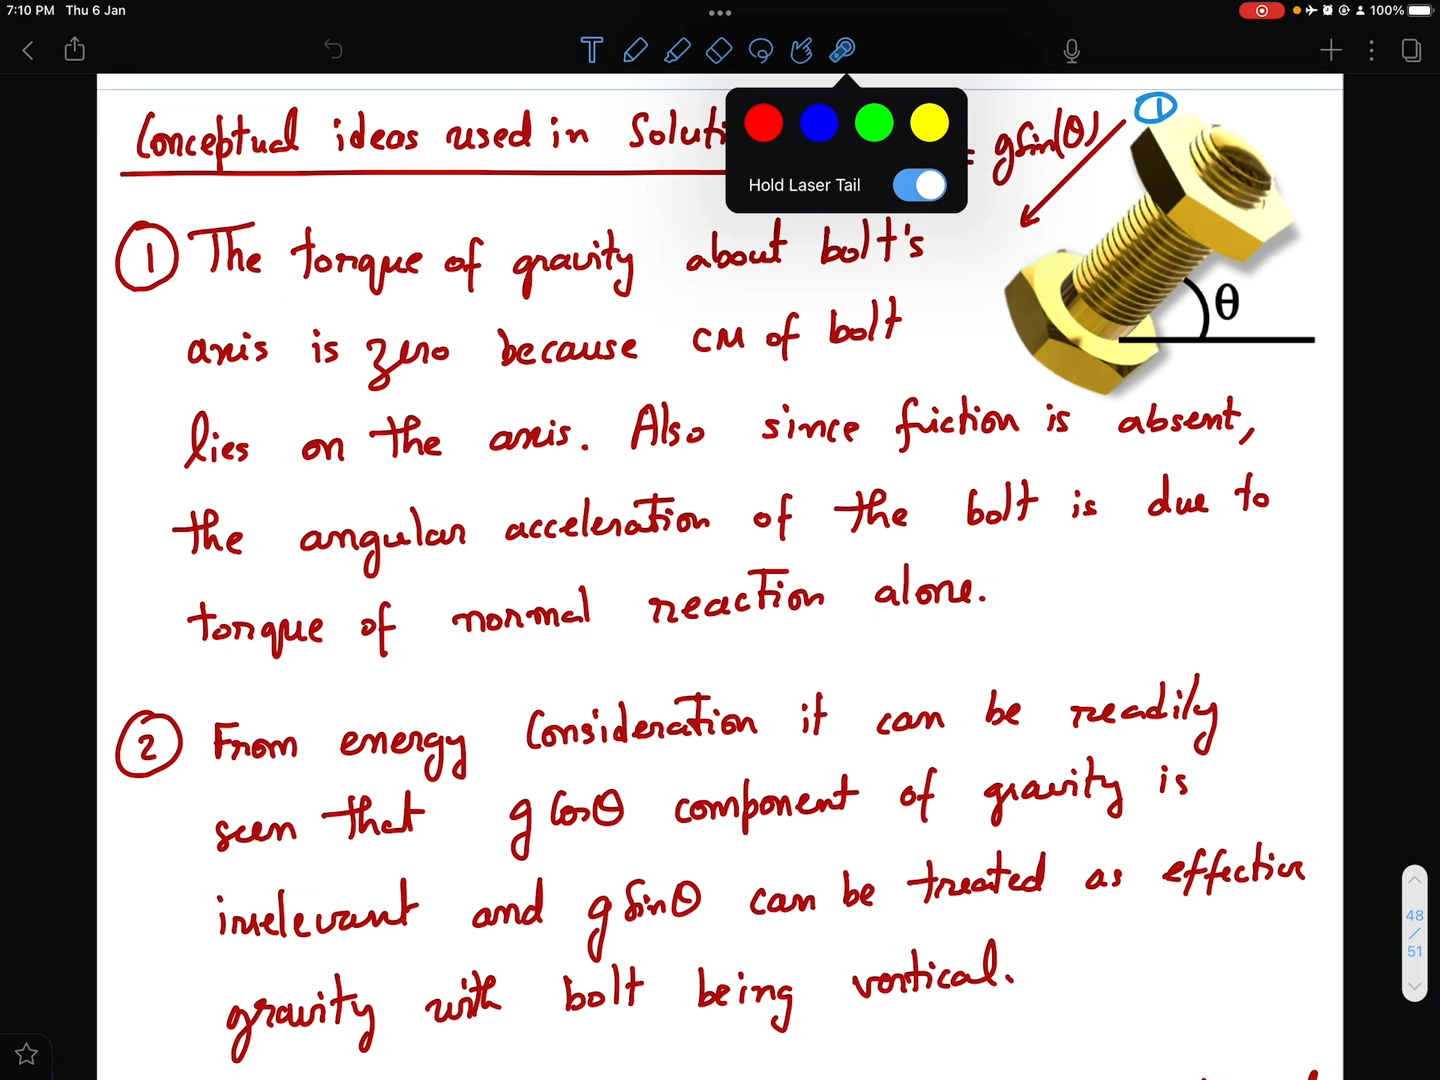 7:10 PM Thu 6 Jan
100%
Hold Laser Tail
Conceptual ideas used in
= g Sin(θ)
①
θ
① The torque of gravity about bolt's
axis is zero because CM of bolt
lies on the axis. Also since friction is absent,
the angular acceleration of the bolt is due to
torque of normal reaction alone.
② From energy Consideration it can be readily
seen that g Cosθ component of gravity is
irrelevant and g Sinθ can be treated as effective
gravity with bolt being vertical.
48
/
51